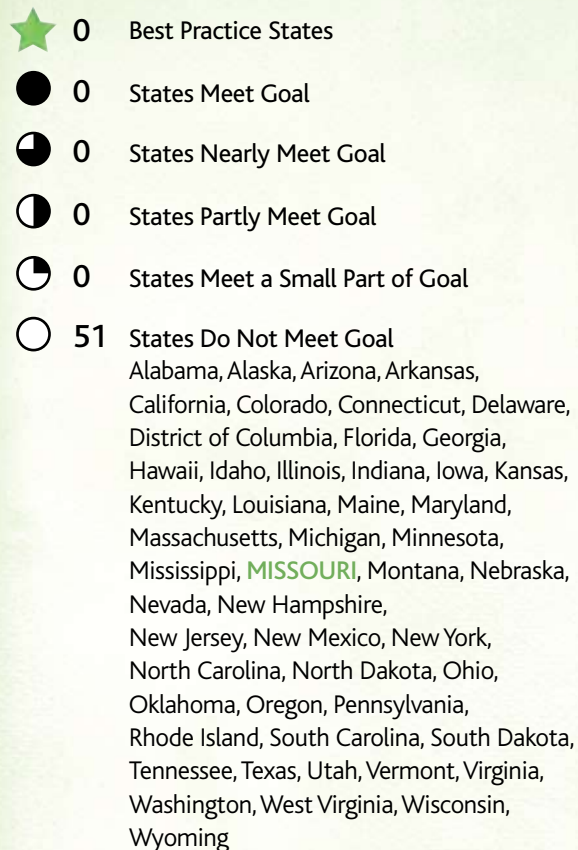 0 Best Practice States
0 States Meet Goal
0 States Nearly Meet Goal
0 States Partly Meet Goal
0 States Meet a Small Part of Goal
51 States Do Not Meet Goal
Alabama, Alaska, Arizona, Arkansas,
California, Colorado, Connecticut, Delaware,
District of Columbia, Florida, Georgia,
Hawaii, Idaho, Illinois, Indiana, Iowa, Kansas,
Kentucky, Louisiana, Maine, Maryland,
Massachusetts, Michigan, Minnesota,
Mississippi, MISSOURI, Montana, Nebraska,
Nevada, New Hampshire,
New Jersey, New Mexico, New York,
North Carolina, North Dakota, Ohio,
Oklahoma, Oregon, Pennsylvania,
Rhode Island, South Carolina, South Dakota,
Tennessee, Texas, Utah, Vermont, Virginia,
Washington, West Virginia, Wisconsin,
Wyoming